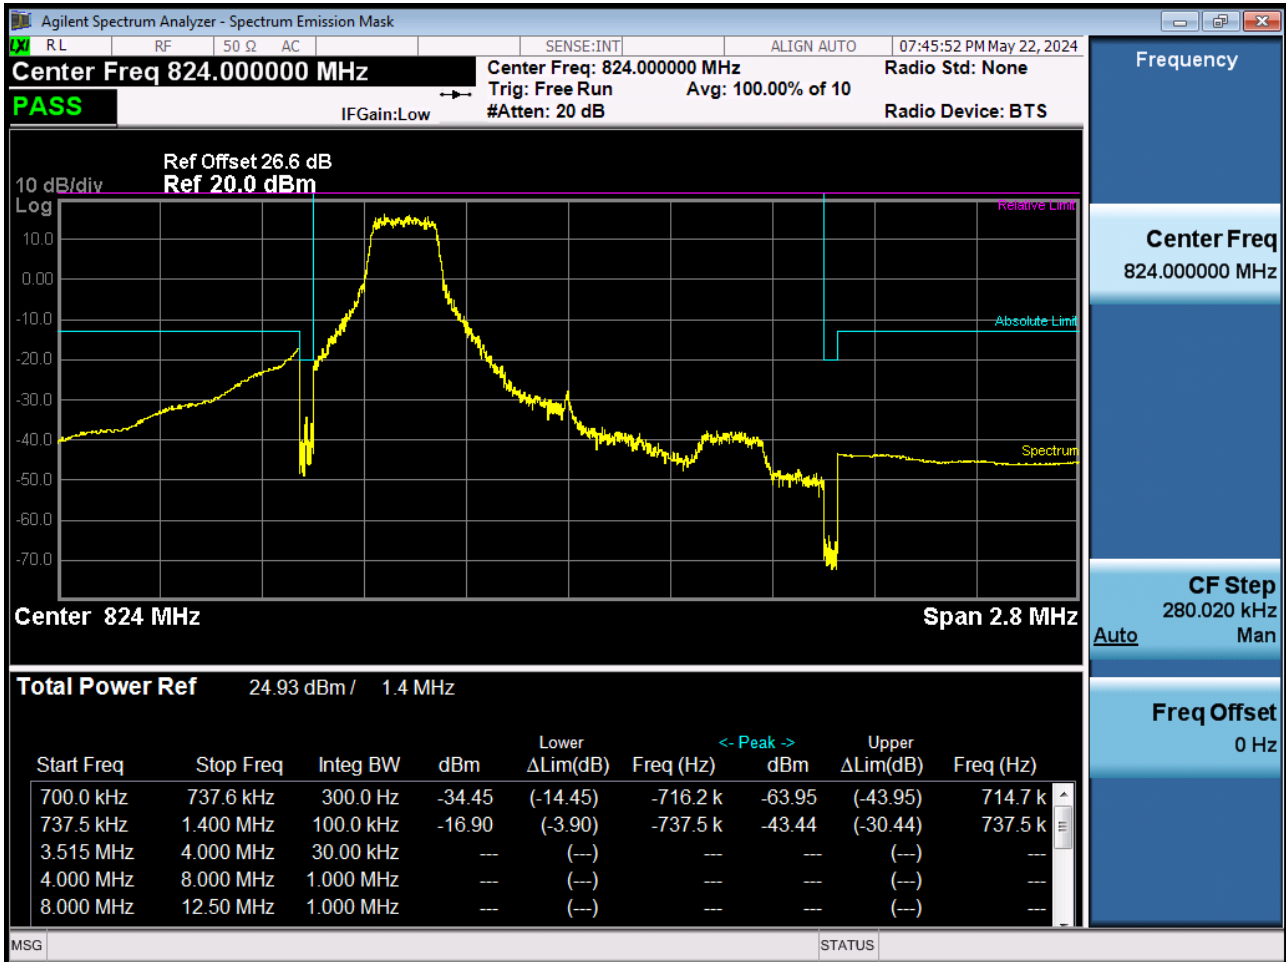 Agilent Spectrum Analyzer - Spectrum Emission Mask
LXI RL RF 50 Ω AC SENSE:INT ALIGN AUTO 07:45:52 PM May 22, 2024
Center Freq 824.000000 MHz
PASS
IFGain:Low
Center Freq: 824.000000 MHz
Trig: Free Run Avg: 100.00% of 10
#Atten: 20 dB
Radio Std: None
Radio Device: BTS
Ref Offset 26.6 dB
10 dB/div Ref 20.0 dBm
Log
Relative Limit
10.0
0.00
-10.0
Absolute Limit
-20.0
-30.0
-40.0
Spectrum
-50.0
-60.0
-70.0
Center 824 MHz Span 2.8 MHz
Total Power Ref 24.93 dBm / 1.4 MHz
Lower <- Peak -> Upper
Start Freq Stop Freq Integ BW dBm ΔLim(dB) Freq (Hz) dBm ΔLim(dB) Freq (Hz)
700.0 kHz 737.6 kHz 300.0 Hz -34.45 (-14.45) -716.2 k -63.95 (-43.95) 714.7 k
737.5 kHz 1.400 MHz 100.0 kHz -16.90 (-3.90) -737.5 k -43.44 (-30.44) 737.5 k
3.515 MHz 4.000 MHz 30.00 kHz --- (---) --- --- (---) ---
4.000 MHz 8.000 MHz 1.000 MHz --- (---) --- --- (---) ---
8.000 MHz 12.50 MHz 1.000 MHz --- (---) --- --- (---) ---
MSG STATUS
Frequency
Center Freq
824.000000 MHz
CF Step
280.020 kHz
Auto Man
Freq Offset
0 Hz